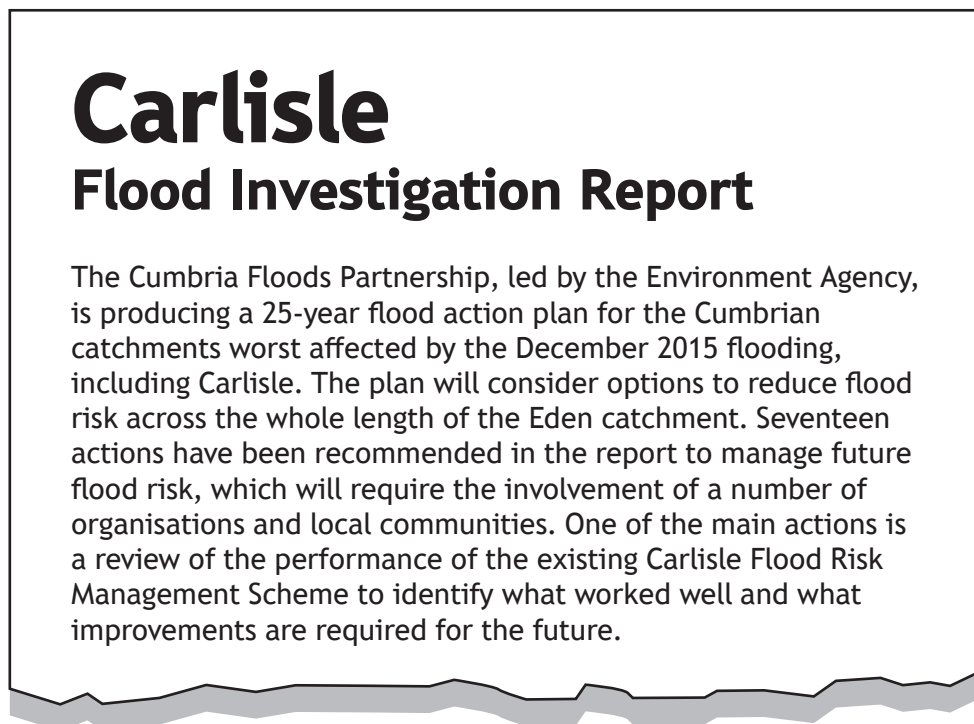 Carlisle
Flood Investigation Report
The Cumbria Floods Partnership, led by the Environment Agency,
is producing a 25-year flood action plan for the Cumbrian
catchments worst affected by the December 2015 flooding,
including Carlisle. The plan will consider options to reduce flood
risk across the whole length of the Eden catchment. Seventeen
actions have been recommended in the report to manage future
flood risk, which will require the involvement of a number of
organisations and local communities. One of the main actions is
a review of the performance of the existing Carlisle Flood Risk
Management Scheme to identify what worked well and what
improvements are required for the future.